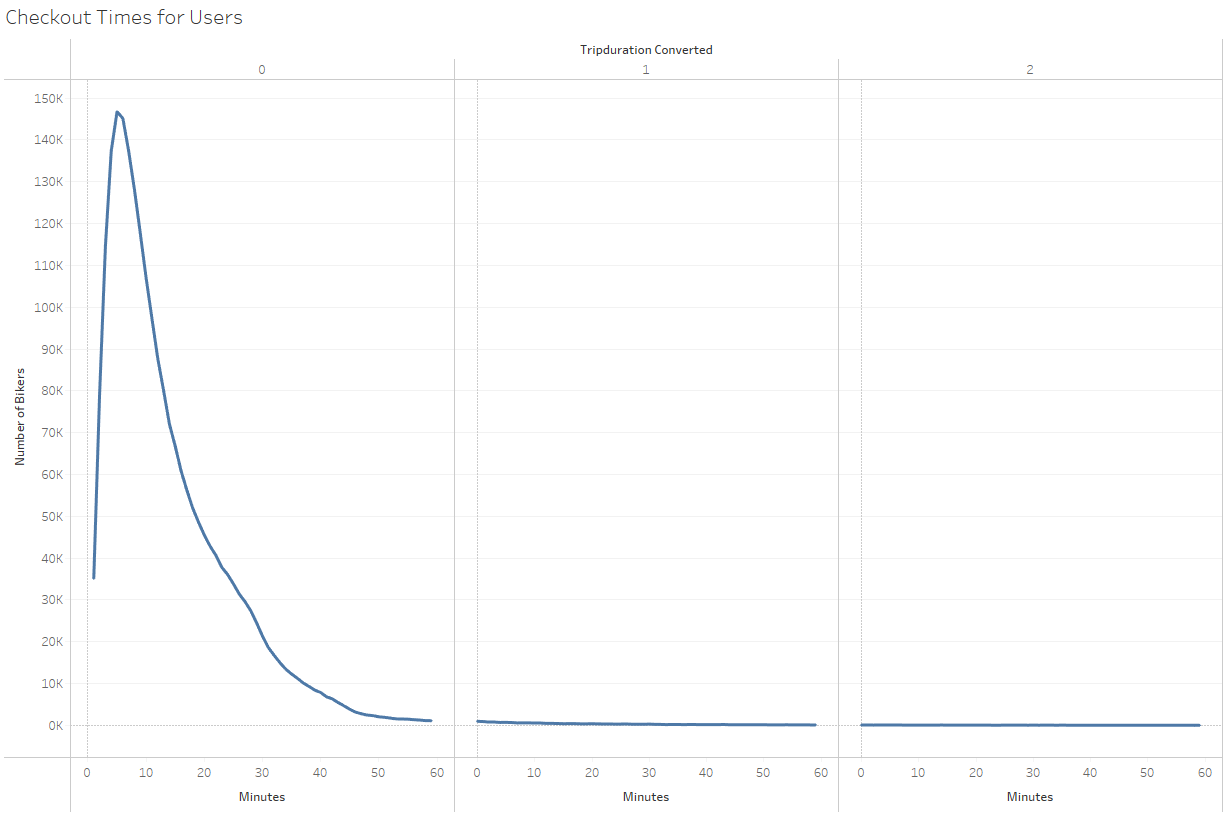 Checkout Times for Users
Tripduration Converted
0 1 2
150K
140K
130K
120K
110K
100K
90K
80K
70K
60K
50K
40K
30K
20K
10K
0K
Number of Bikers
0 10 20 30 40 50 60 0 10 20 30 40 50 60 0 10 20 30 40 50 60
Minutes Minutes Minutes